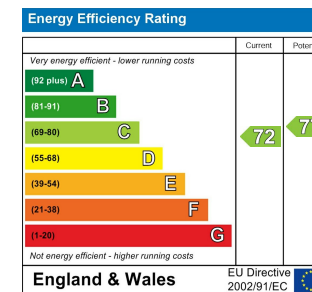 Energy Efficiency Rating
Current
Very energy efficient - lower running costs
(92 plus) A
(81-91) B
(69-80) C
(55-68) D
(39-54) E
(21-38) F
(1-20) G
72
Not energy efficient - higher running costs
England & Wales
EU Directive
2002/91/EC